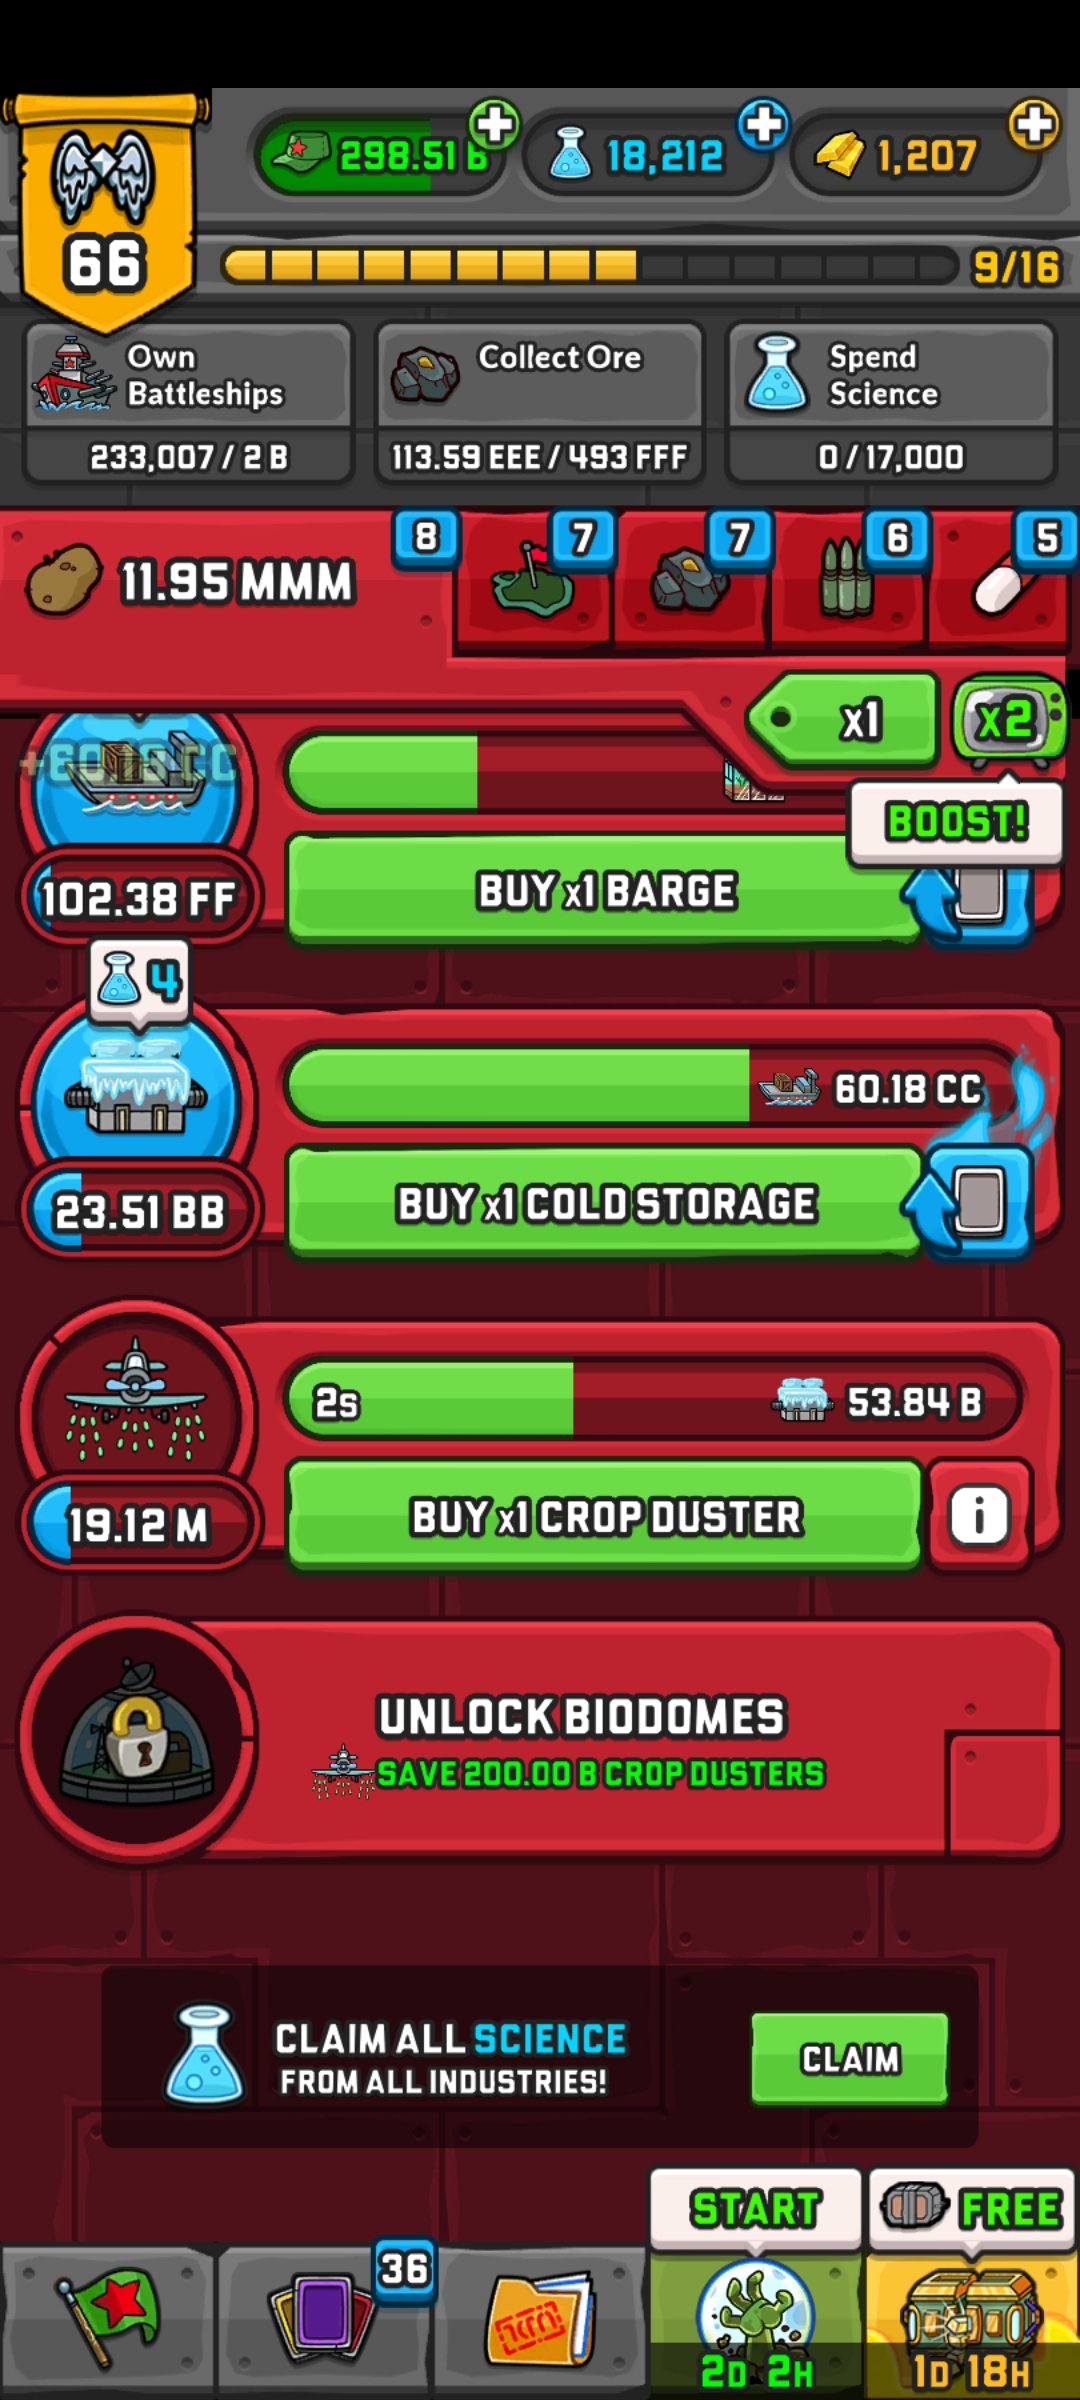 298.51 B
18,212
1,207
66
9/16
Own
Battleships
233,007 / 2 B
Collect Ore
113.59 EEE / 493 FFF
Spend
Science
0 / 17,000
11.95 MMM
8
7
7
6
5
x1
x2
BOOST!
102.38 FF
BUY x1 BARGE
4
60.18 CC
23.51 BB
BUY x1 COLD STORAGE
2s
53.84 B
19.12 M
BUY x1 CROP DUSTER
i
UNLOCK BIODOMES
SAVE 200.00 B CROP DUSTERS
CLAIM ALL SCIENCE
FROM ALL INDUSTRIES!
CLAIM
START
FREE
36
2D 2H
1D 18H